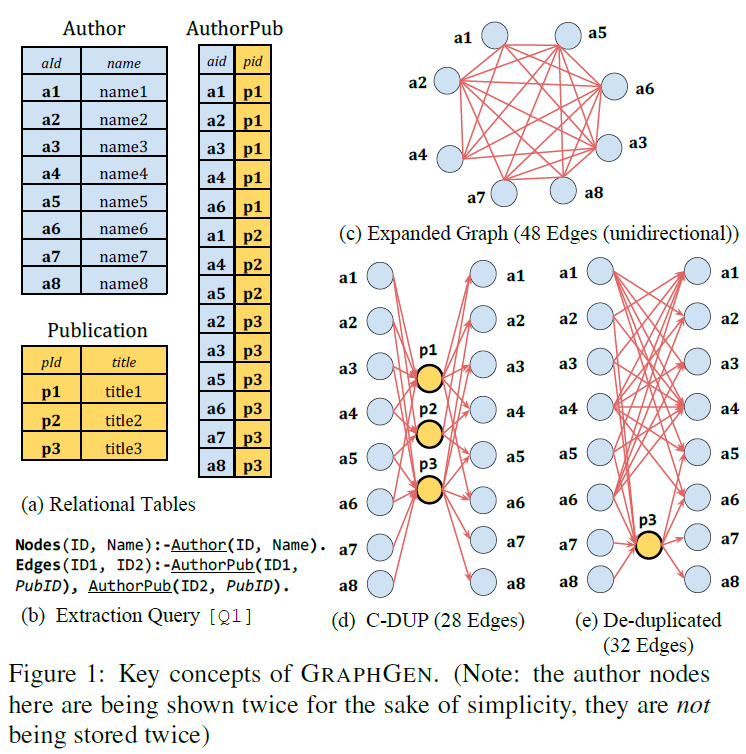 Author
aId name
a1 name1
a2 name2
a3 name3
a4 name4
a5 name5
a6 name6
a7 name7
a8 name8
Publication
pId title
p1 title1
p2 title2
p3 title3
AuthorPub
aid pid
a1 p1
a2 p1
a3 p1
a4 p1
a6 p1
a1 p2
a4 p2
a5 p2
a2 p3
a3 p3
a5 p3
a6 p3
a7 p3
a8 p3
(a) Relational Tables
Nodes(ID, Name):-Author(ID, Name).
Edges(ID1, ID2):-AuthorPub(ID1,
PubID), AuthorPub(ID2, PubID).
(b) Extraction Query [Q1]
a1
a5
a2
a6
a4
a3
a7
a8
(c) Expanded Graph (48 Edges (unidirectional))
a1
a2
a3
a4
a5
a6
a7
a8
p1
p2
p3
a1
a2
a3
a4
a5
a6
a7
a8
(d) C-DUP (28 Edges)
a1
a2
a3
a4
a5
a6
a7
a8
p3
a1
a2
a3
a4
a5
a6
a7
a8
(e) De-duplicated
(32 Edges)
Figure 1: Key concepts of GRAPHGEN. (Note: the author nodes
here are being shown twice for the sake of simplicity, they are not
being stored twice)